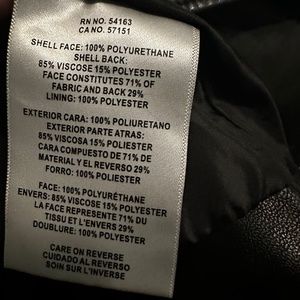 RN NO. 54163
CA NO. 57151
SHELL FACE: 100% POLYURETHANE
SHELL BACK:
85% VISCOSE 15% POLYESTER
FACE CONSTITUTES 71% OF
FABRIC AND BACK 29%
LINING: 100% POLYESTER
EXTERIOR CARA: 100% POLIURETANO
EXTERIOR PARTE ATRAS:
85% VISCOSA 15% POLIESTER
CARA COMPUESTO DE 71% DE
MATERIAL Y EL REVERSO 29%
FORRO: 100% POLIESTER
FACE: 100% POLYURÉTHANE
ENVERS: 85% VISCOSE 15% POLYESTER
LA FACE REPRÉSENTE 71% DU
TISSU ET L'ENVERS 29%
DOUBLURE: 100% POLYESTER
CARE ON REVERSE
CUIDADO AL REVERSO
SOIN SUR L'INVERSE